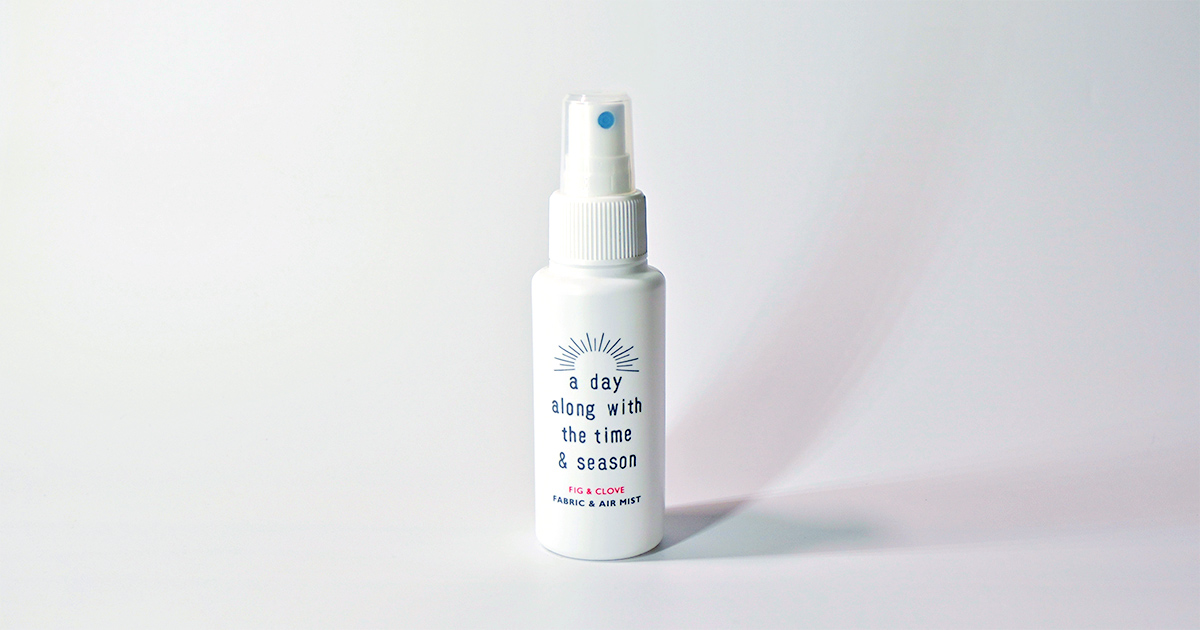 a day
along with
the time
& season
FIG & CLOVE
FABRIC & AIR MIST